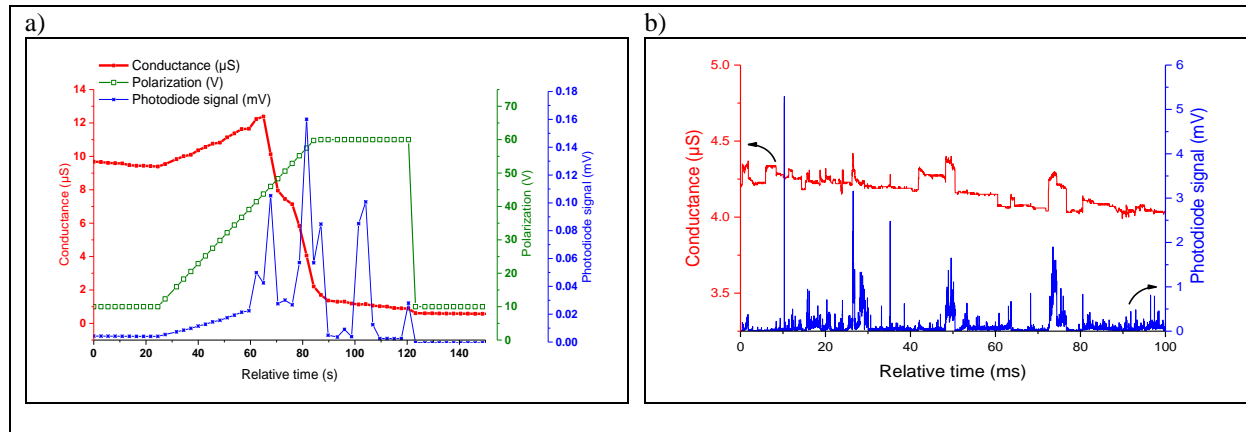 a)
Conductance (µS)
Polarization (V)
Photodiode signal (mV)
14
12
10
8
6
4
2
0
Conductance (µS)
0 20 40 60 80 100 120 140
Relative time (s)
70
60
50
40
30
20
10
0
Polarization (V)
0.18
0.16
0.14
0.12
0.10
0.08
0.06
0.04
0.02
0.00
Photodiode signal (mV)
b)
5.0
4.5
4.0
3.5
Conductance (µS)
0 20 40 60 80 100
Relative time (ms)
6
5
4
3
2
1
0
Photodiode signal (mV)